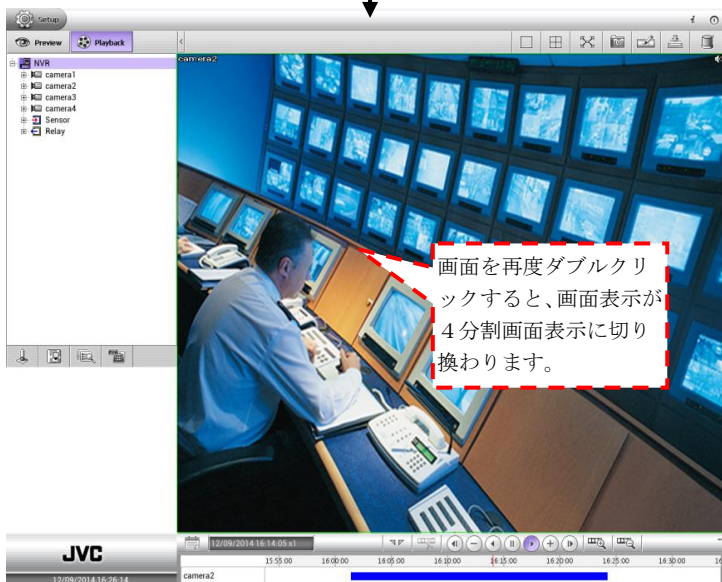 Setup
i
Preview
Playback
<
NVR
camera1
camera2
camera3
camera4
Sensor
Relay
camera2
画面を再度ダブルクリ
ックすると、画面表示が
４分割画面表示に切り
換わります。
JVC
12/09/2014 16:26:14
12/09/2014 16:14:05 x1
15:55:00 16:00:00 16:05:00 16:10:00 16:15:00 16:20:00 16:25:00 16:30:00
camera2